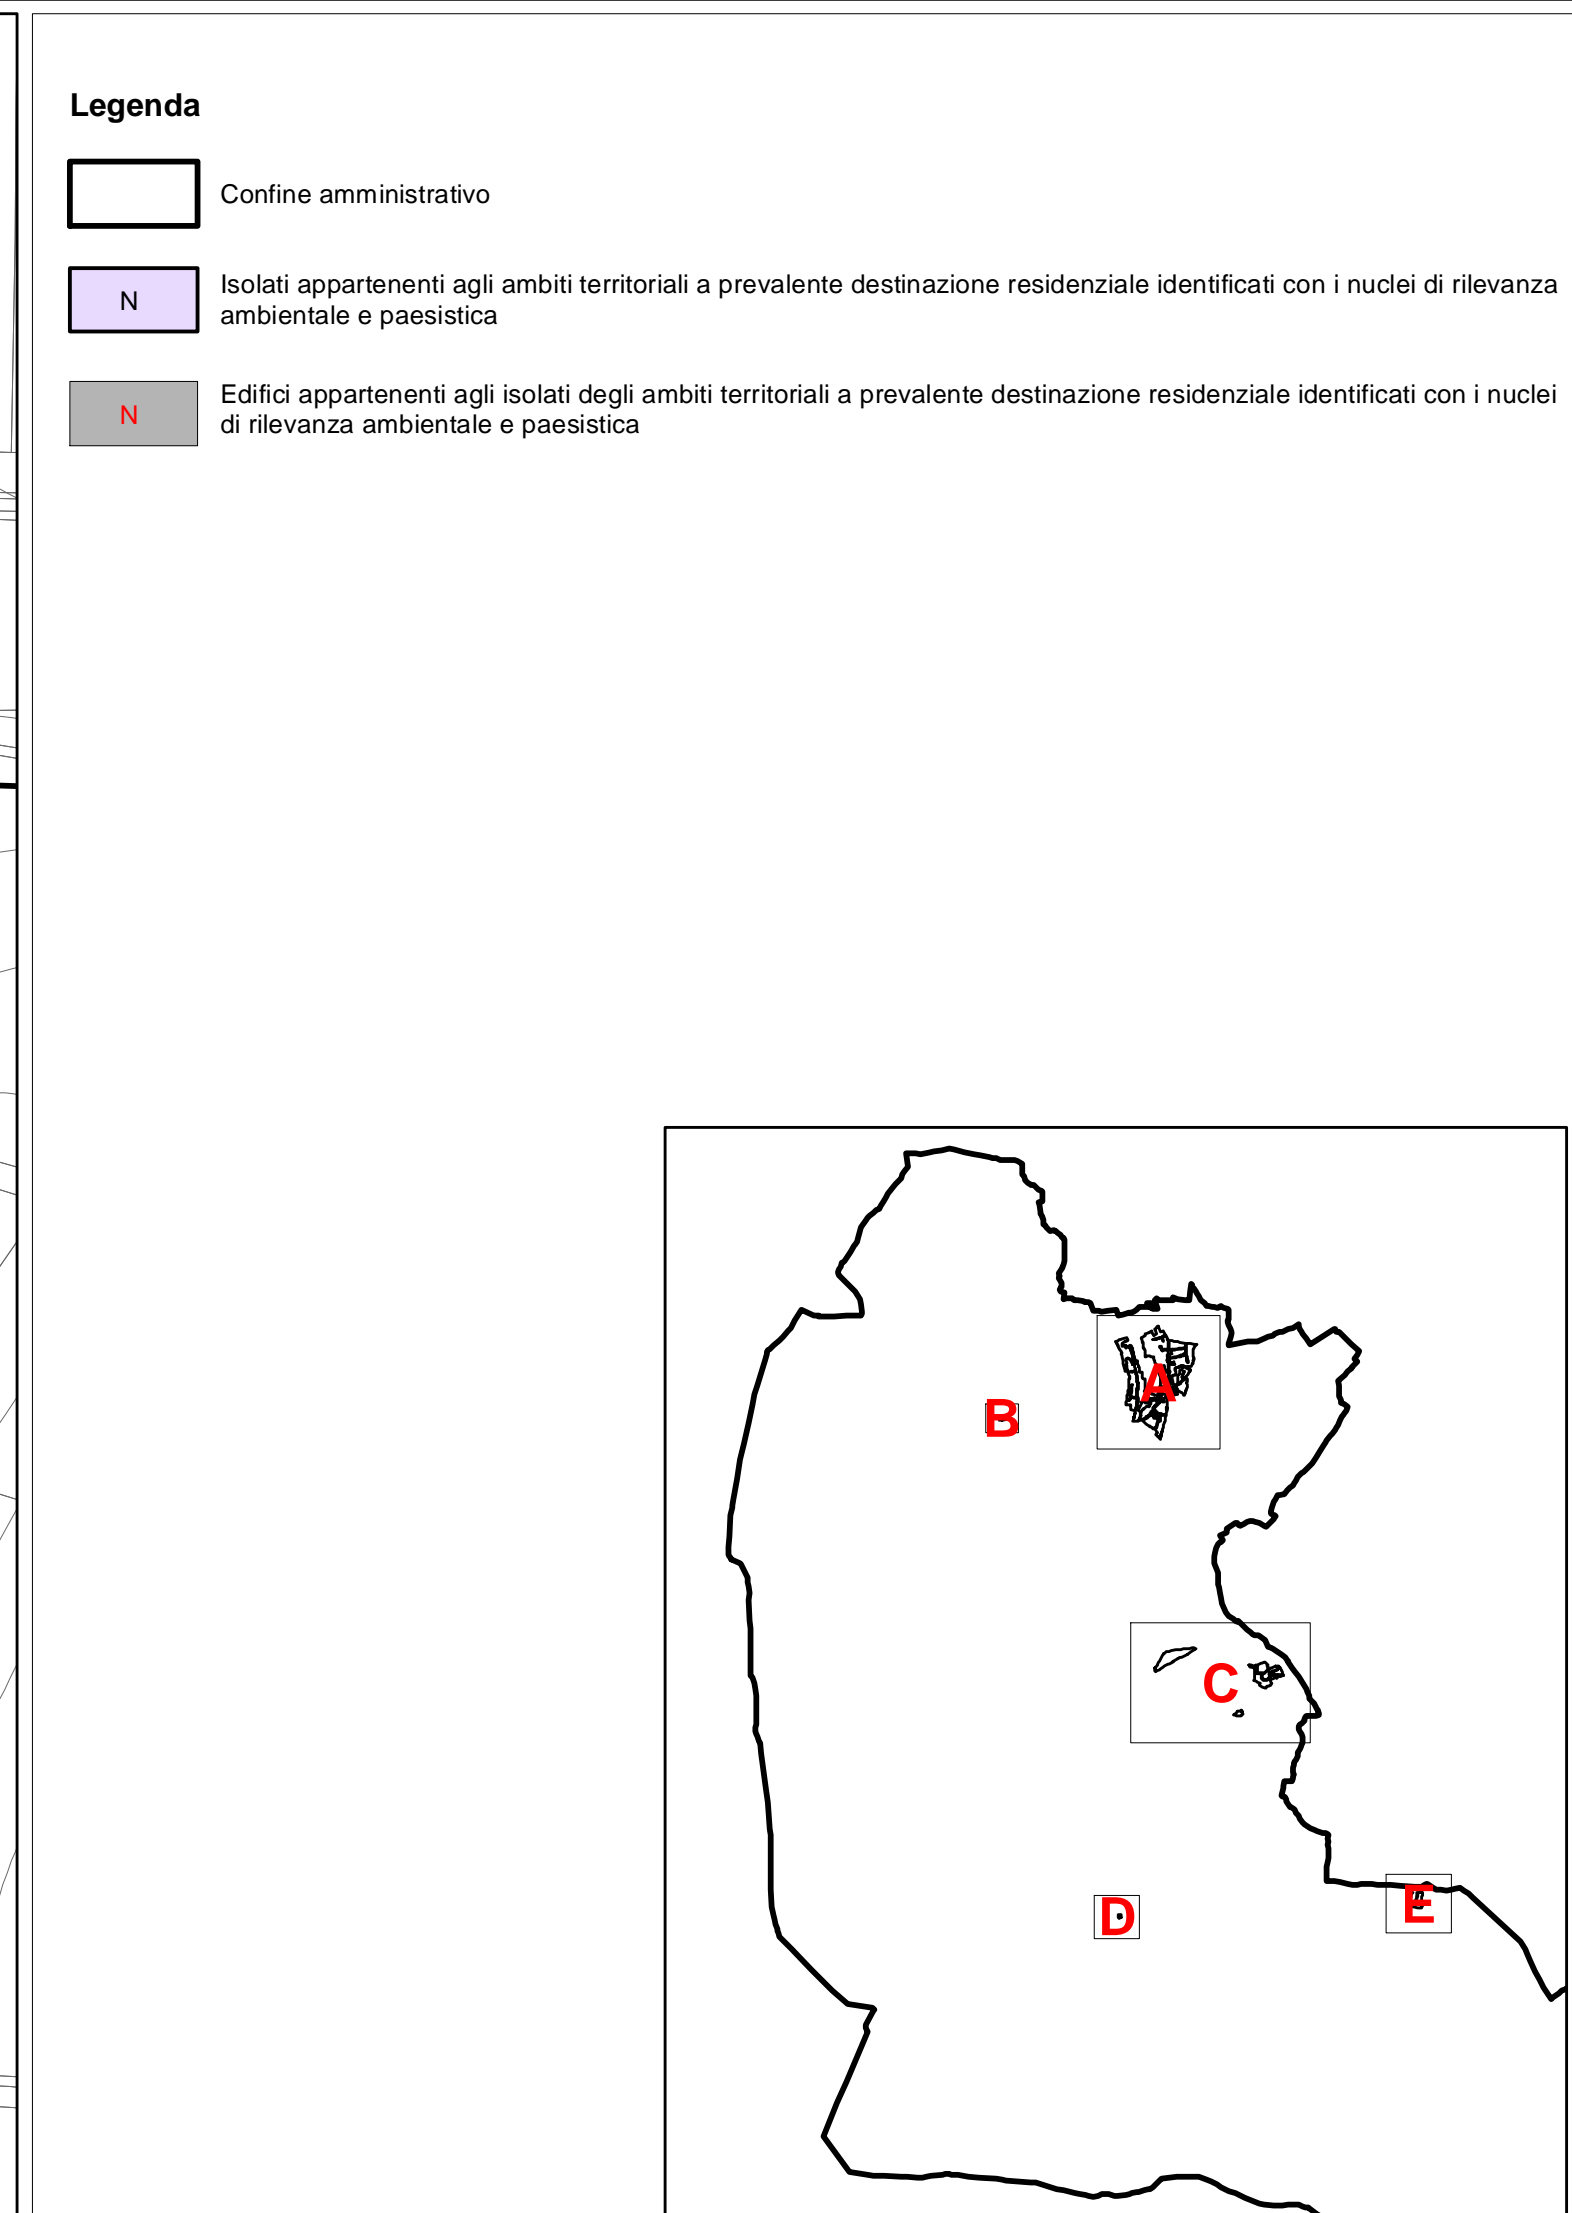 Legenda
Confine amministrativo
N
Isolati appartenenti agli ambiti territoriali a prevalente destinazione residenziale identificati con i nuclei di rilevanza
ambientale e paesistica
N
Edifici appartenenti agli isolati degli ambiti territoriali a prevalente destinazione residenziale identificati con i nuclei
di rilevanza ambientale e paesistica
A
B
C
D
E